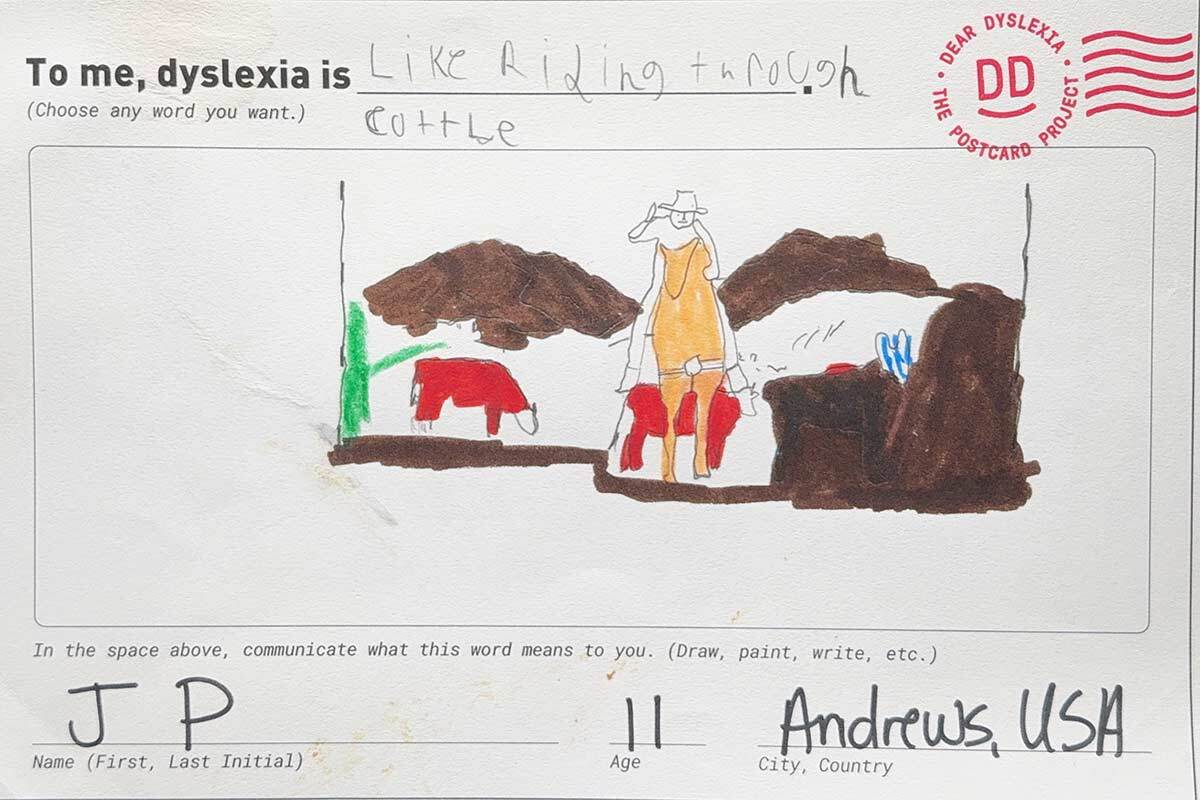 To me, dyslexia is Like Riding through.
cattle
(Choose any word you want.)
DEAR DYSLEXIA
DD
THE POSTCARD PROJECT
In the space above, communicate what this word means to you. (Draw, paint, write, etc.)
J P
Name (First, Last Initial)
11
Age
Andrews, USA
City, Country